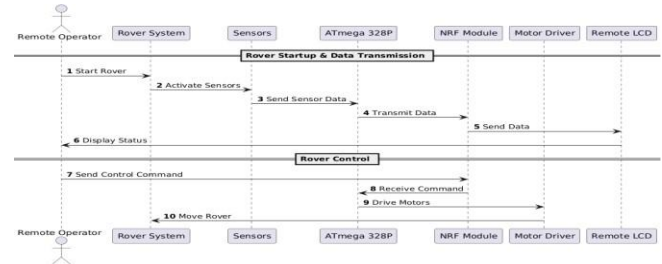 Remote Operator Rover System Sensors ATmega 328P NRF Module Motor Driver Remote LCD
Rover Startup & Data Transmission
1 Start Rover
2 Activate Sensors
3 Send Sensor Data
4 Transmit Data
5 Send Data
6 Display Status
Rover Control
7 Send Control Command
8 Receive Command
9 Drive Motors
10 Move Rover
Remote Operator Rover System Sensors ATmega 328P NRF Module Motor Driver Remote LCD